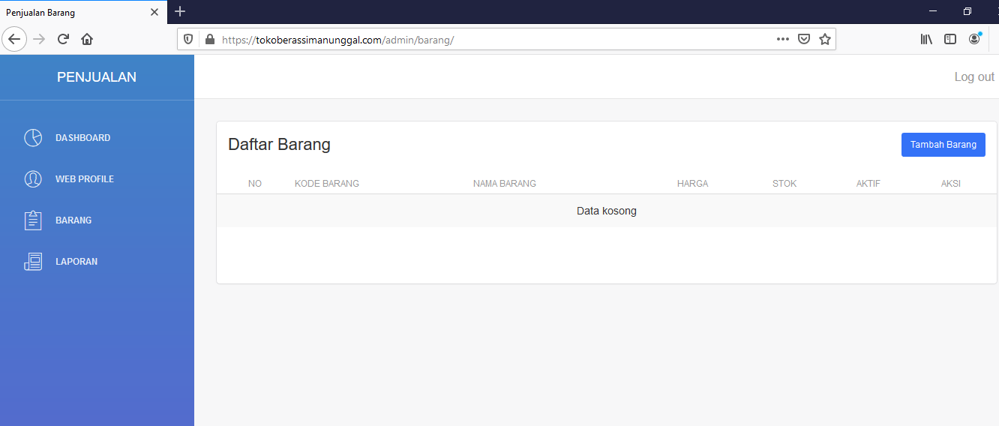 Penjualan Barang
https://tokoberassimanunggal.com/admin/barang/
PENJUALAN
Log out
DASHBOARD
WEB PROFILE
BARANG
LAPORAN
Daftar Barang
Tambah Barang
NO KODE BARANG NAMA BARANG HARGA STOK AKTIF AKSI
Data kosong